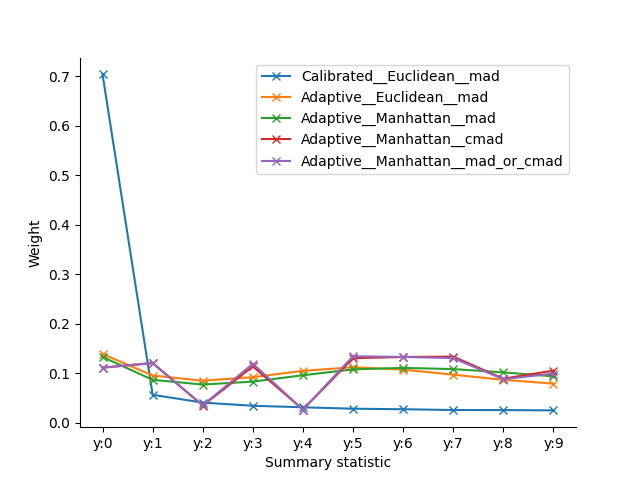 Calibrated__Euclidean__mad
Adaptive__Euclidean__mad
Adaptive__Manhattan__mad
Adaptive__Manhattan__cmad
Adaptive__Manhattan__mad_or_cmad
Weight
0.7
0.6
0.5
0.4
0.3
0.2
0.1
0.0
y:0 y:1 y:2 y:3 y:4 y:5 y:6 y:7 y:8 y:9
Summary statistic